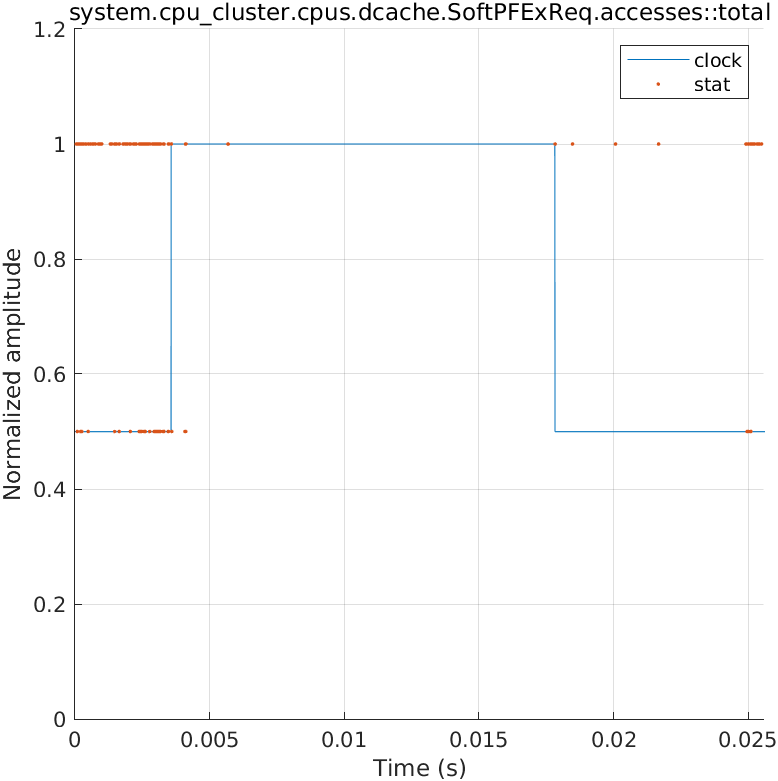 system.cpu_cluster.cpus.dcache.SoftPFExReq.accesses::total
1.2
1
0.8
0.6
0.4
0.2
0
Normalized amplitude
clock
stat
0 0.005 0.01 0.015 0.02 0.025
Time (s)